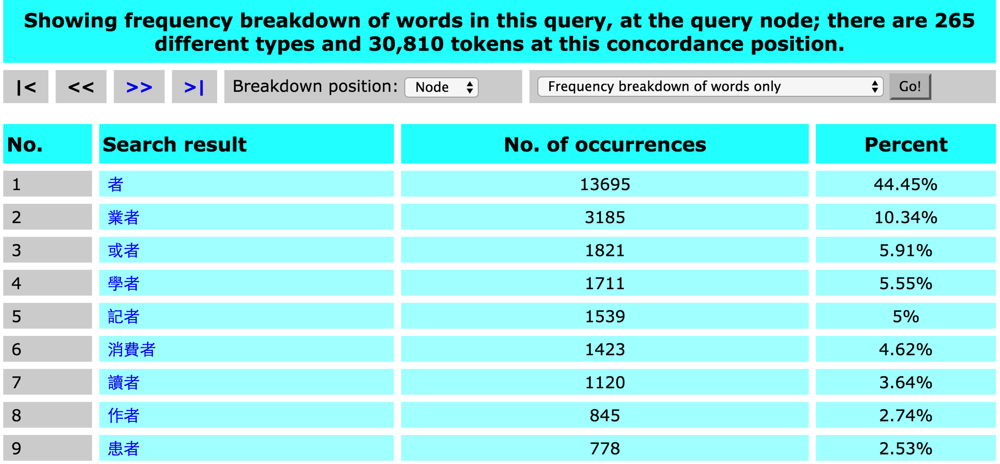 Showing frequency breakdown of words in this query, at the query node; there are 265
different types and 30,810 tokens at this concordance position.
|< << >> >| Breakdown position: Node Frequency breakdown of words only Go!
No. Search result No. of occurrences Percent
1 者 13695 44.45%
2 業者 3185 10.34%
3 或者 1821 5.91%
4 學者 1711 5.55%
5 記者 1539 5%
6 消費者 1423 4.62%
7 讀者 1120 3.64%
8 作者 845 2.74%
9 患者 778 2.53%